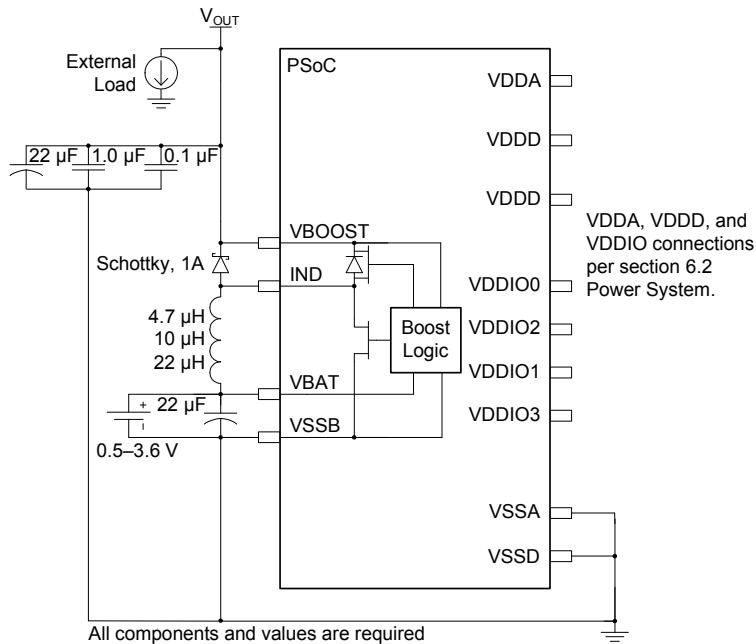 VOUT
External
Load
PSoC
VDDA
VDDD
22 µF 1.0 µF 0.1 µF
VDDD
VDDA, VDDD, and
VDDIO connections
per section 6.2
Power System.
VBOOST
Schottky, 1A
IND
VDDIO0
4.7 µH
10 µH
22 µH
Boost
Logic
VDDIO2
VDDIO1
VBAT
22 µF
+
-
VDDIO3
VSSB
0.5–3.6 V
VSSA
VSSD
All components and values are required